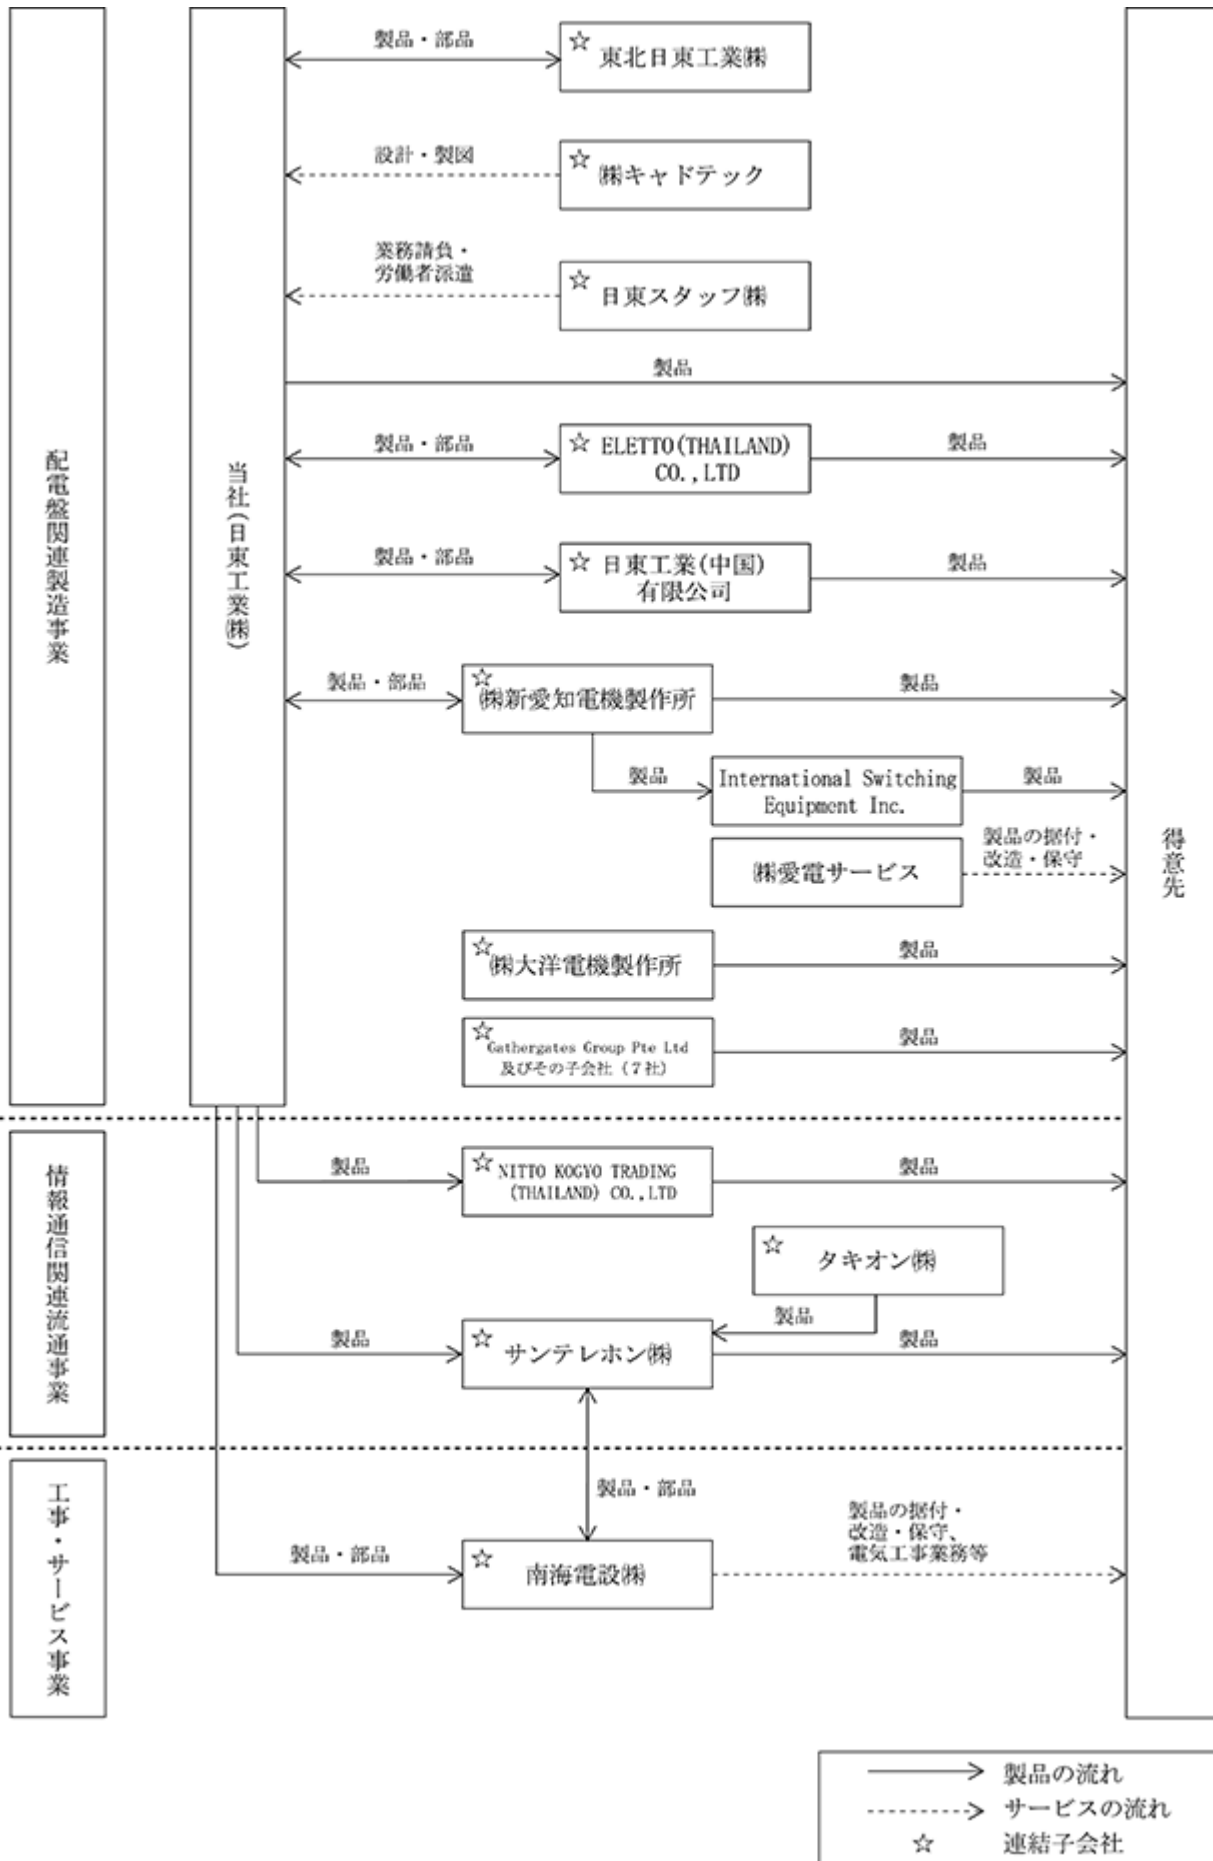 配電盤関連製造事業
当社(日東工業㈱)
得意先
製品・部品
☆ 東北日東工業㈱
設計・製図
☆ ㈱キャドテック
業務請負・
労働者派遣
☆ 日東スタッフ㈱
製品
製品・部品
☆ ELETTO(THAILAND)
CO.,LTD
製品
製品・部品
☆ 日東工業(中国)
有限公司
製品
製品・部品
☆ ㈱新愛知電機製作所
製品
製品
International Switching
Equipment Inc.
製品
㈱愛電サービス
製品の据付・
改造・保守
☆ ㈱大洋電機製作所
製品
☆ Gathergates Group Pte Ltd
及びその子会社(7社)
製品
情報通信関連流通事業
製品
☆ NITTO KOGYO TRADING
(THAILAND) CO.,LTD
製品
☆ タキオン㈱
製品
製品
☆ サンテレホン㈱
製品
工事・サービス事業
製品・部品
製品・部品
☆ 南海電設㈱
製品の据付・
改造・保守、
電気工事業務等
製品の流れ
サービスの流れ
☆ 連結子会社